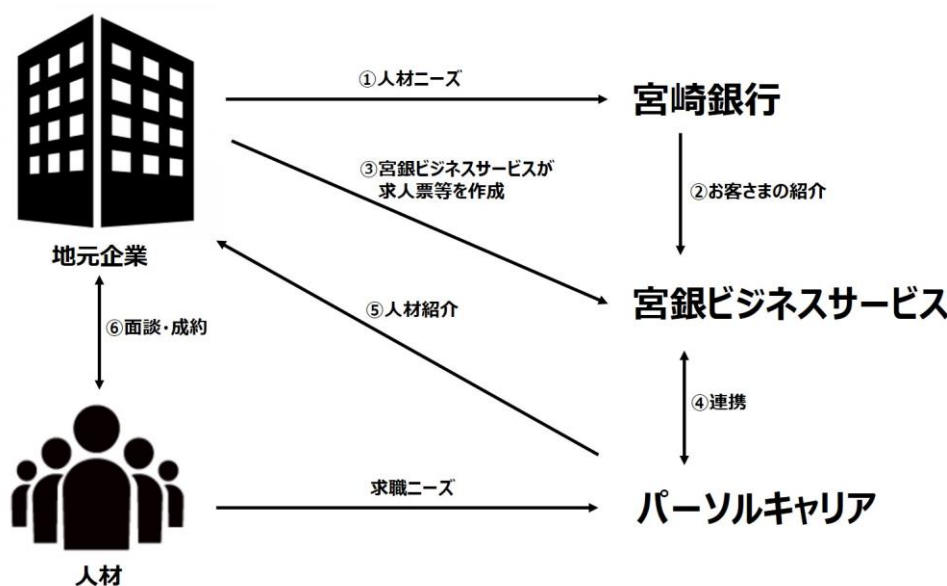 ①人材ニーズ
宮崎銀行
③宮銀ビジネスサービスが
求人票等を作成
②お客さまの紹介
地元企業
宮銀ビジネスサービス
⑤人材紹介
⑥面談・成約
④連携
求職ニーズ
パーソルキャリア
人材